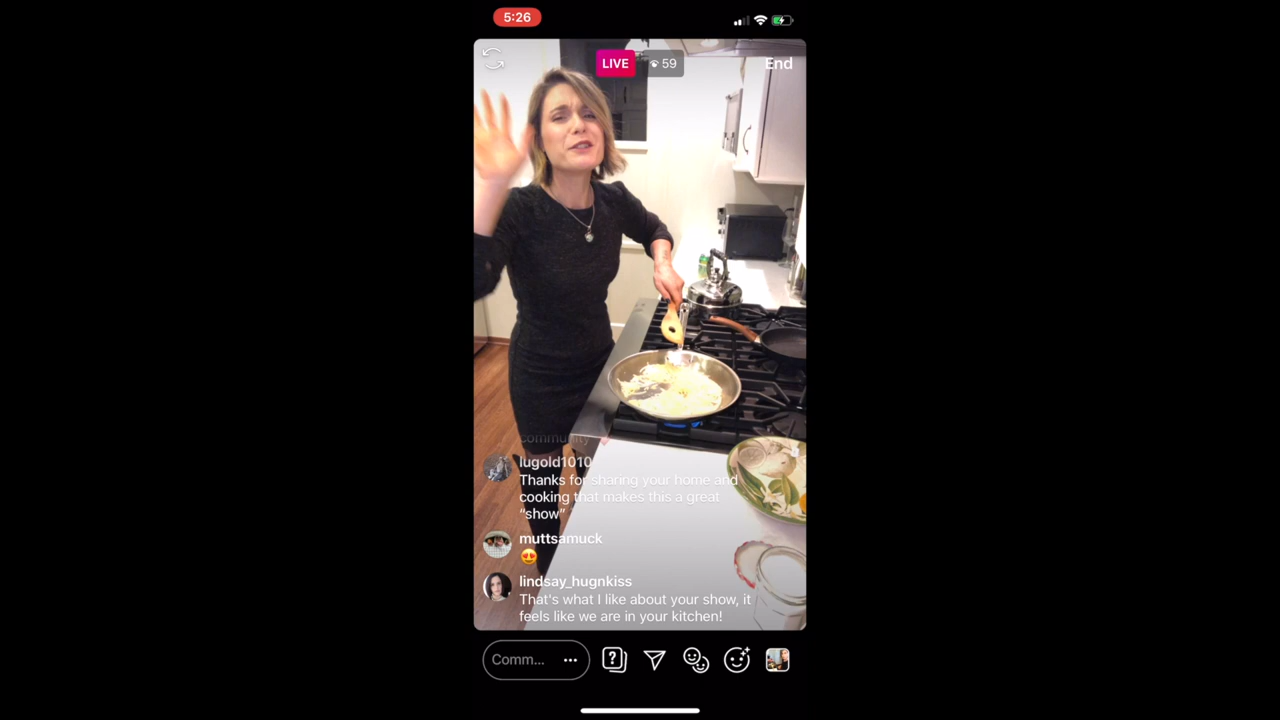 5:26
LIVE
59
End
community
lugold1010
Thanks for sharing your home and
cooking that makes this a great
“show”
muttsamuck
😍
lindsay_hugnkiss
That's what I like about your show, it
feels like we are in your kitchen!
Comm...